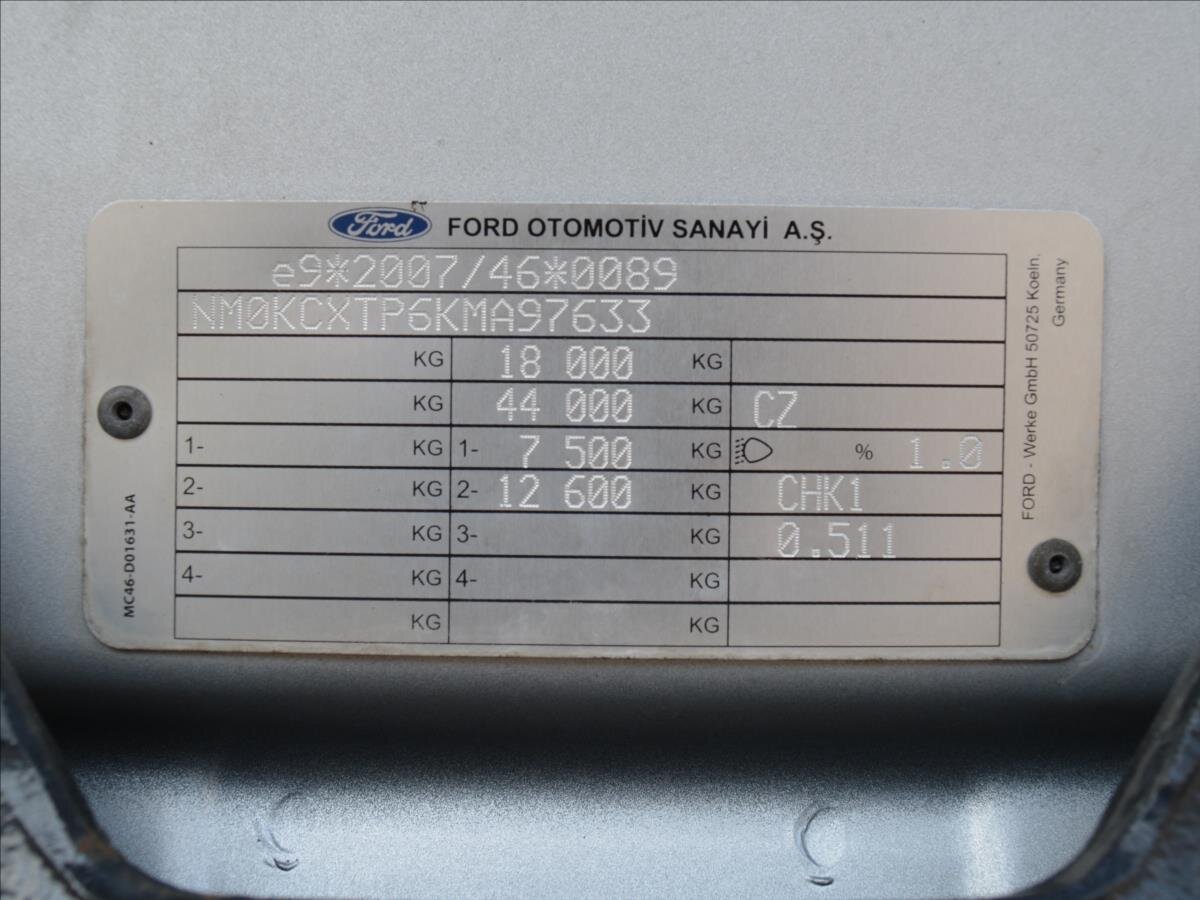 Ford FORD OTOMOTİV SANAYİ A.Ş.
e9*2007/46*0089
NM0KCXTP6KMA97633
KG 18 000 KG
KG 44 000 KG CZ
1- KG 1- 7 500 KG % 1.0
2- KG 2- 12 600 KG CHK1
3- KG 3- KG 0.511
4- KG 4- KG
KG KG
MC46-D01631-AA
FORD - Werke GmbH 50725 Koeln,
Germany